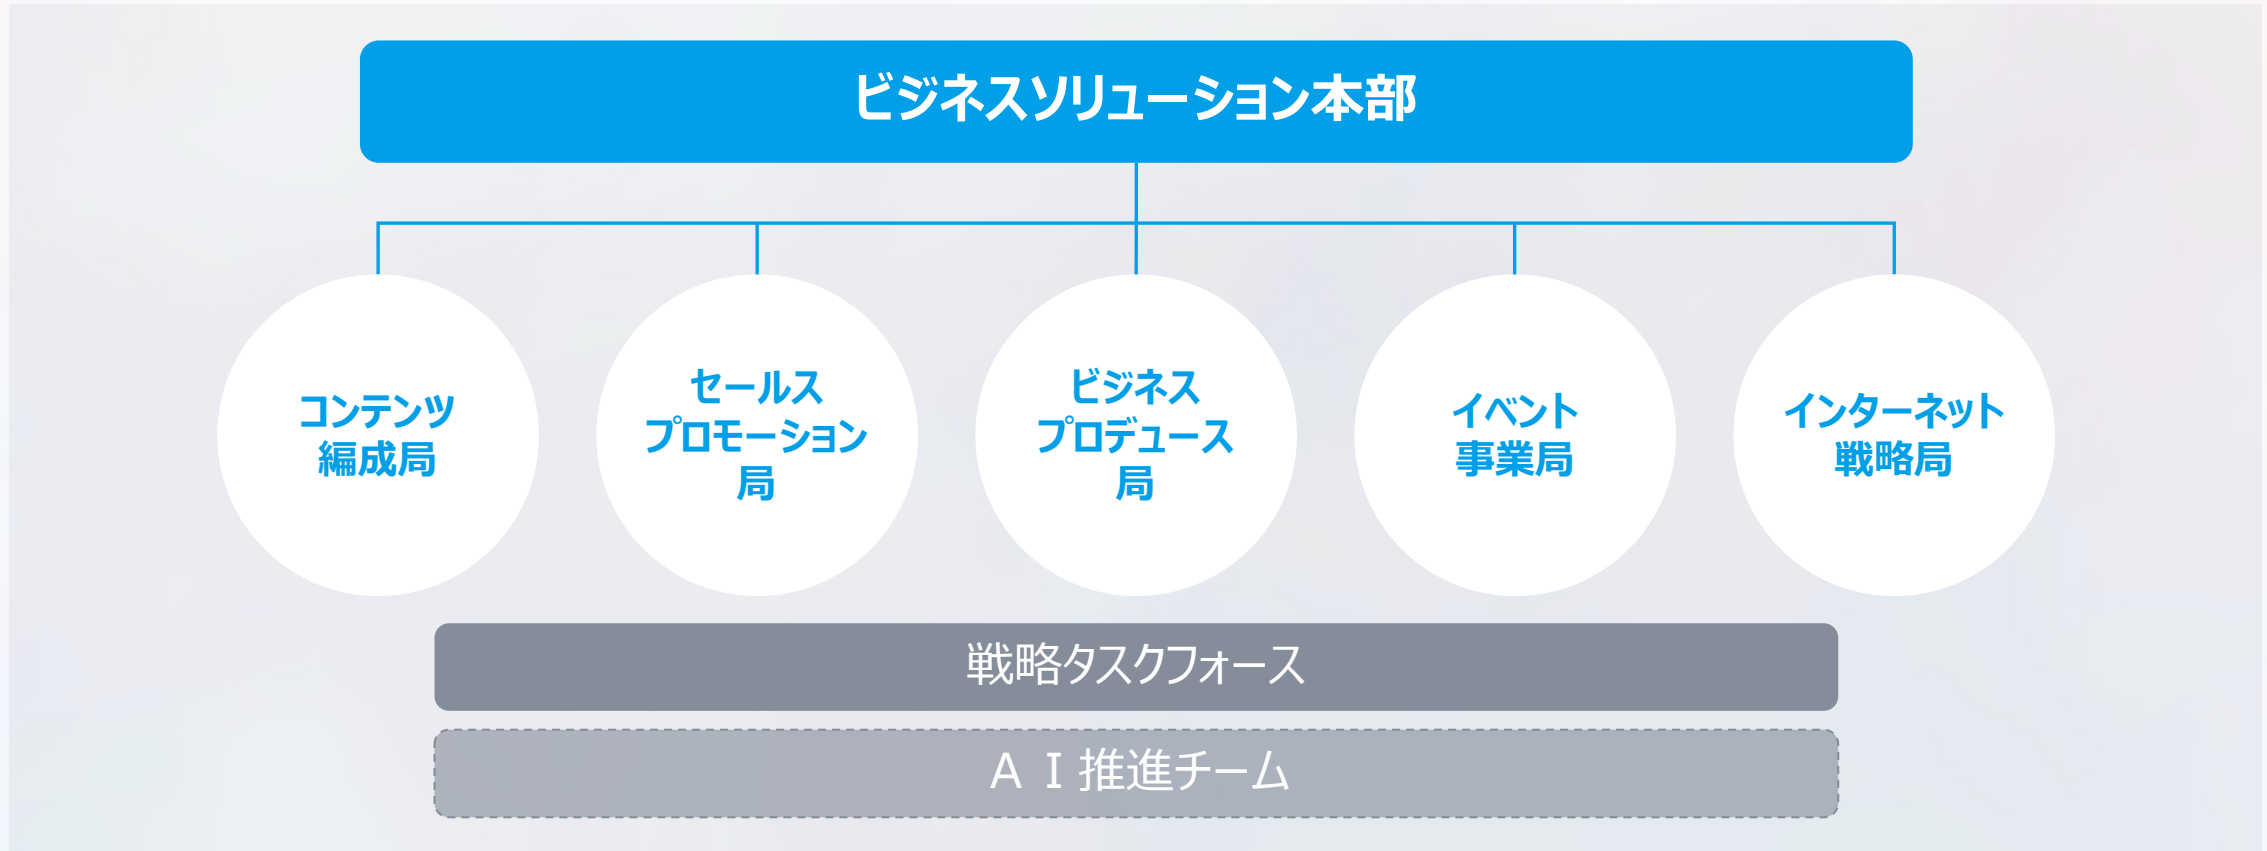 ビジネスソリューション本部
コンテンツ
編成局
セールス
プロモーション
局
ビジネス
プロデュース
局
イベント
事業局
インターネット
戦略局
戦略タスクフォース
ＡＩ推進チーム